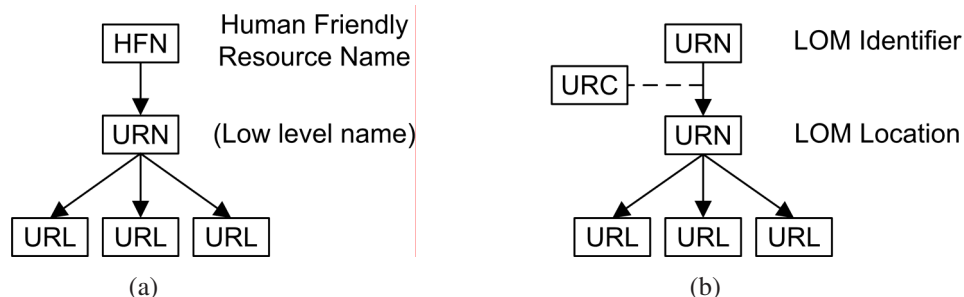 HFN
Human Friendly
Resource Name
URN
(Low level name)
URL URL URL
(a)
URN
LOM Identifier
URC
URN
LOM Location
URL URL URL
(b)